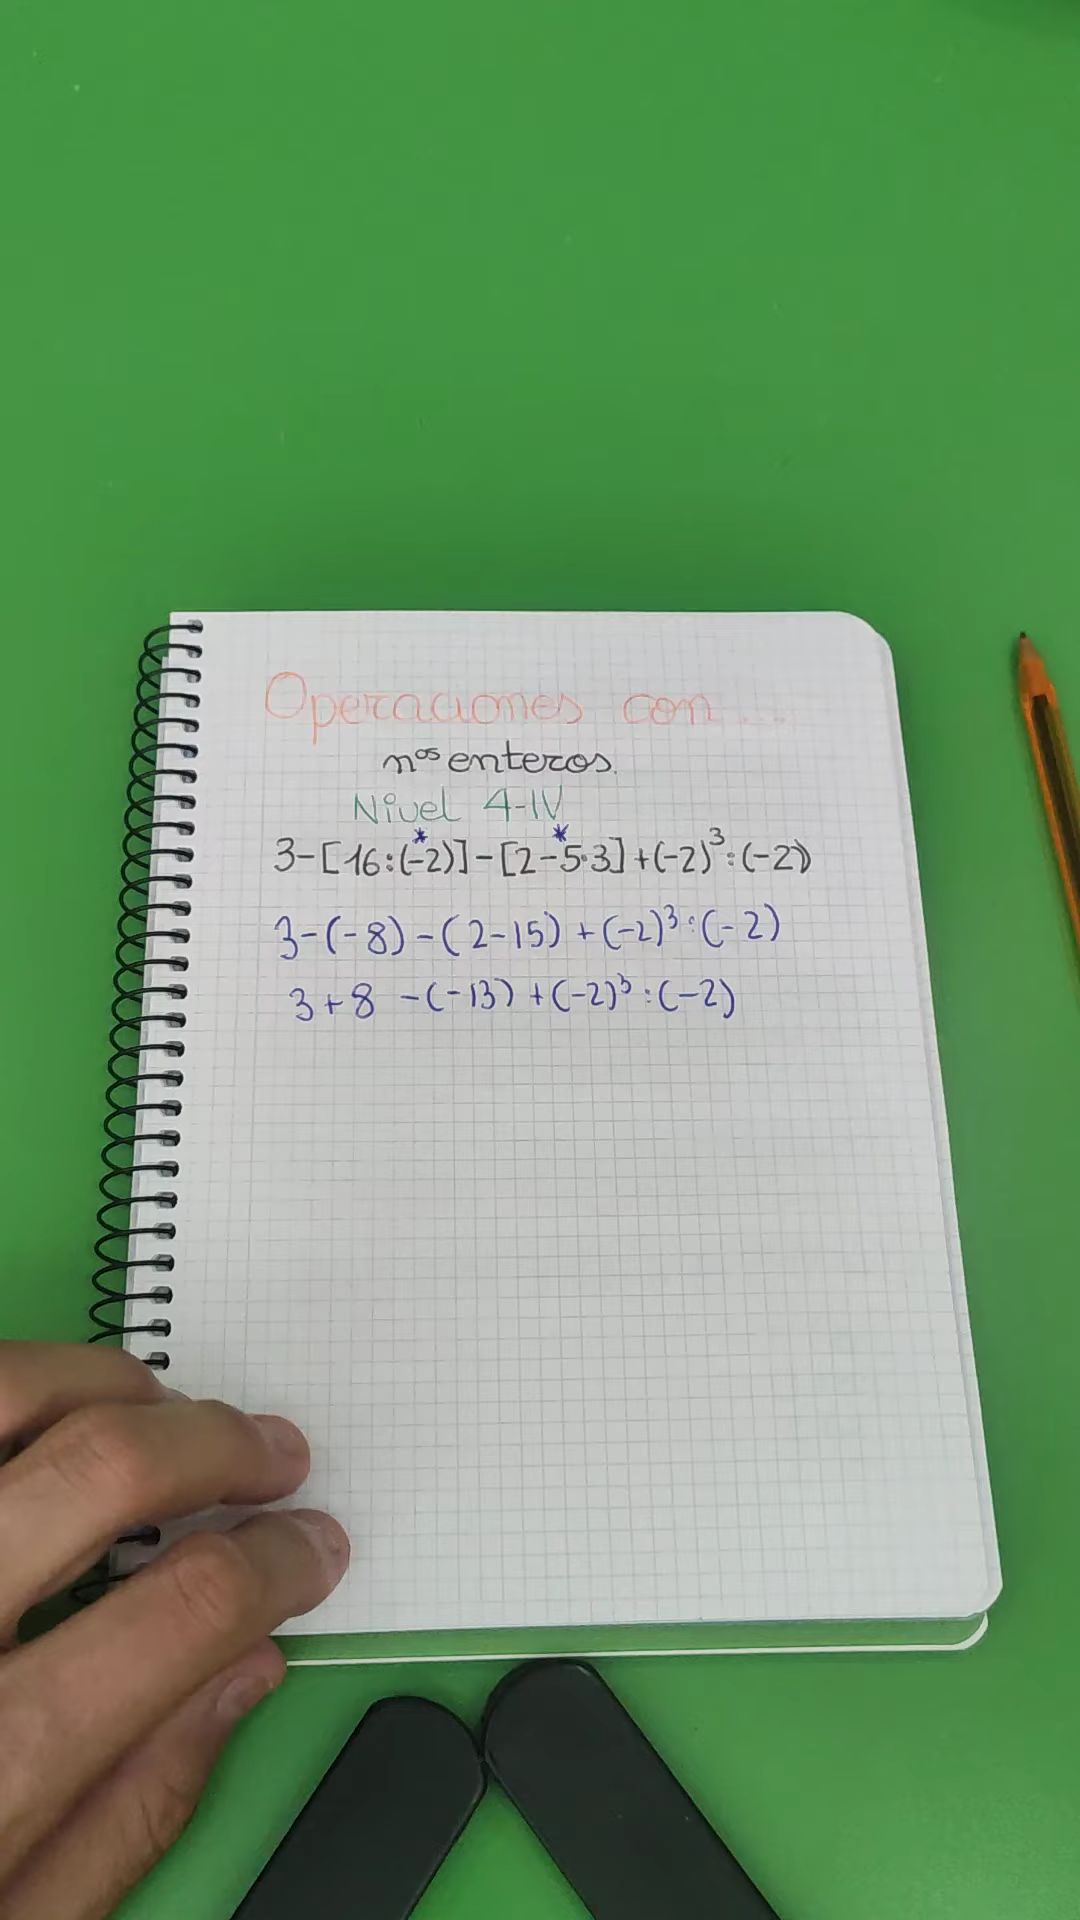 Operaciones con ...
nos enteros.
Nivel 4-IV
* *
3-[16:(-2)]-[2-5·3]+(-2)³:(-2)
3-(-8)-(2-15)+(-2)³:(-2)
3+8 -(-13)+(-2)³:(-2)